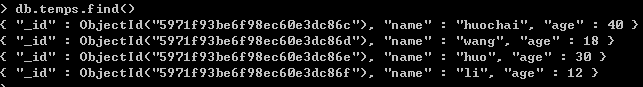 > db.temps.find()
{ "_id" : ObjectId("5971f93be6f98ec60e3dc86c"), "name" : "huochai", "age" : 40 }
{ "_id" : ObjectId("5971f93be6f98ec60e3dc86d"), "name" : "wang", "age" : 18 }
{ "_id" : ObjectId("5971f93be6f98ec60e3dc86e"), "name" : "huo", "age" : 30 }
{ "_id" : ObjectId("5971f93be6f98ec60e3dc86f"), "name" : "li", "age" : 12 }